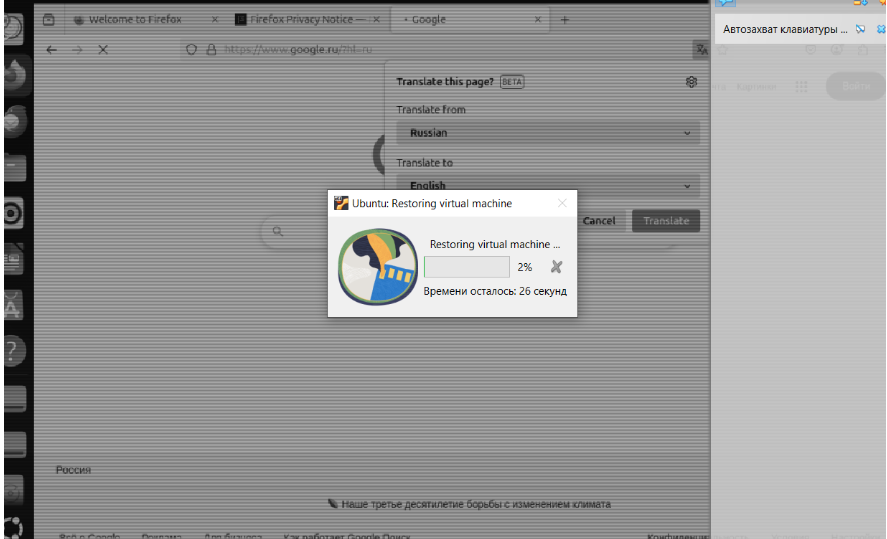 Welcome to Firefox
Firefox Privacy Notice —
Google
Автозахват клавиатуры ...
https://www.google.ru/?hl=ru
Translate this page? BETA
Translate from
Russian
Translate to
English
Cancel
Translate
Войти
Ubuntu: Restoring virtual machine
Restoring virtual machine ...
2%
Времени осталось: 26 секунд
Россия
Наше третье десятилетие борьбы с изменением климата
Всё о Google Реклама Для бизнеса Как работает Google Поиск